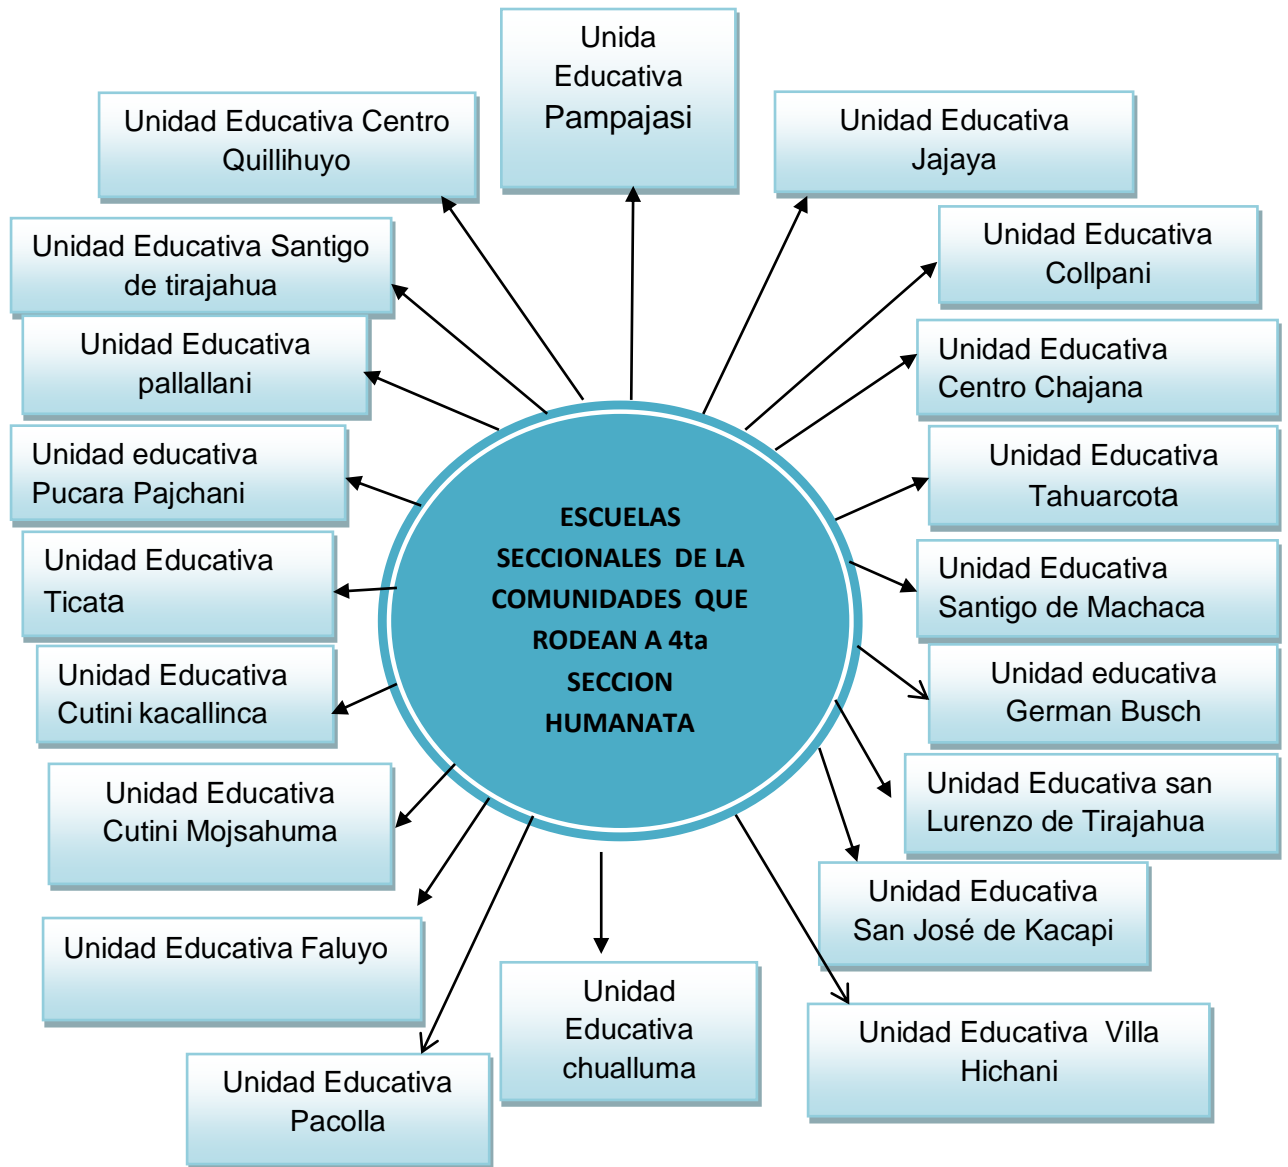 Unida
Educativa
Pampajasi
Unidad Educativa Centro
Quillihuyo
Unidad Educativa
Jajaya
Unidad Educativa Santigo
de tirajahua
Unidad Educativa
Collpani
Unidad Educativa
pallallani
Unidad Educativa
Centro Chajana
Unidad educativa
Pucara Pajchani
Unidad Educativa
Tahuarcota
ESCUELAS
SECCIONALES DE LA
COMUNIDADES QUE
RODEAN A 4ta
SECCION
HUMANATA
Unidad Educativa
Ticata
Unidad Educativa
Santigo de Machaca
Unidad Educativa
Cutini kacallinca
Unidad educativa
German Busch
Unidad Educativa
Cutini Mojsahuma
Unidad Educativa san
Lurenzo de Tirajahua
Unidad Educativa
San José de Kacapi
Unidad Educativa Faluyo
Unidad
Educativa
chualluma
Unidad Educativa Villa
Hichani
Unidad Educativa
Pacolla